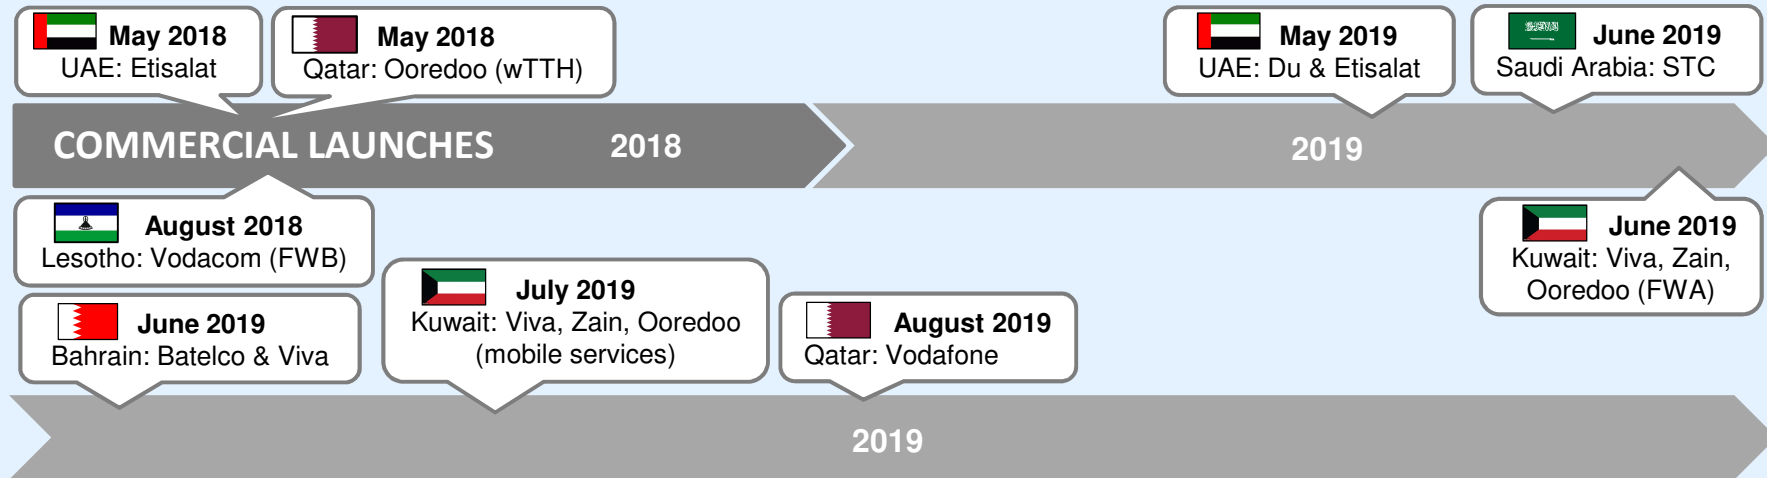 May 2018
UAE: Etisalat
May 2018
Qatar: Ooredoo (wTTH)
May 2019
UAE: Du & Etisalat
June 2019
Saudi Arabia: STC
COMMERCIAL LAUNCHES
2018
2019
August 2018
Lesotho: Vodacom (FWB)
June 2019
Kuwait: Viva, Zain,
Ooredoo (FWA)
June 2019
Bahrain: Batelco & Viva
July 2019
Kuwait: Viva, Zain, Ooredoo
(mobile services)
August 2019
Qatar: Vodafone
2019